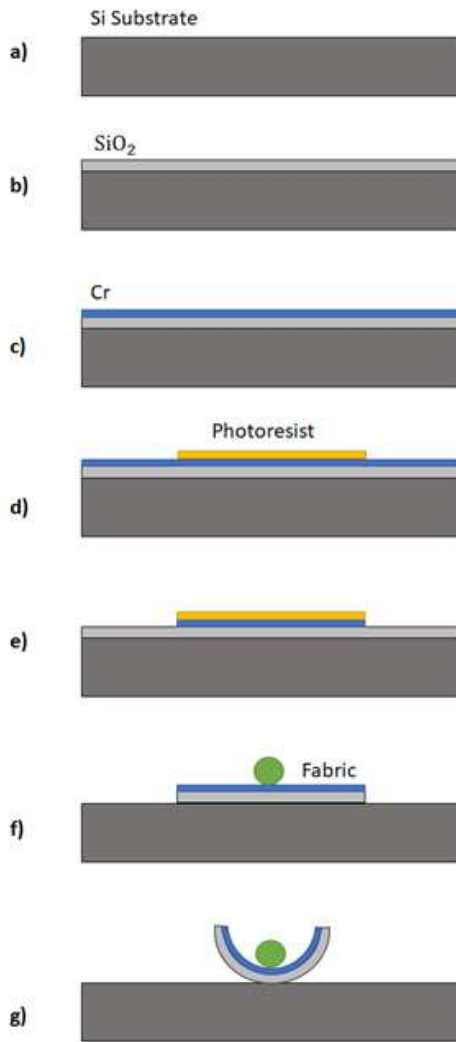 Si Substrate
a)
SiO₂
b)
Cr
c)
Photoresist
d)
e)
Fabric
f)
g)